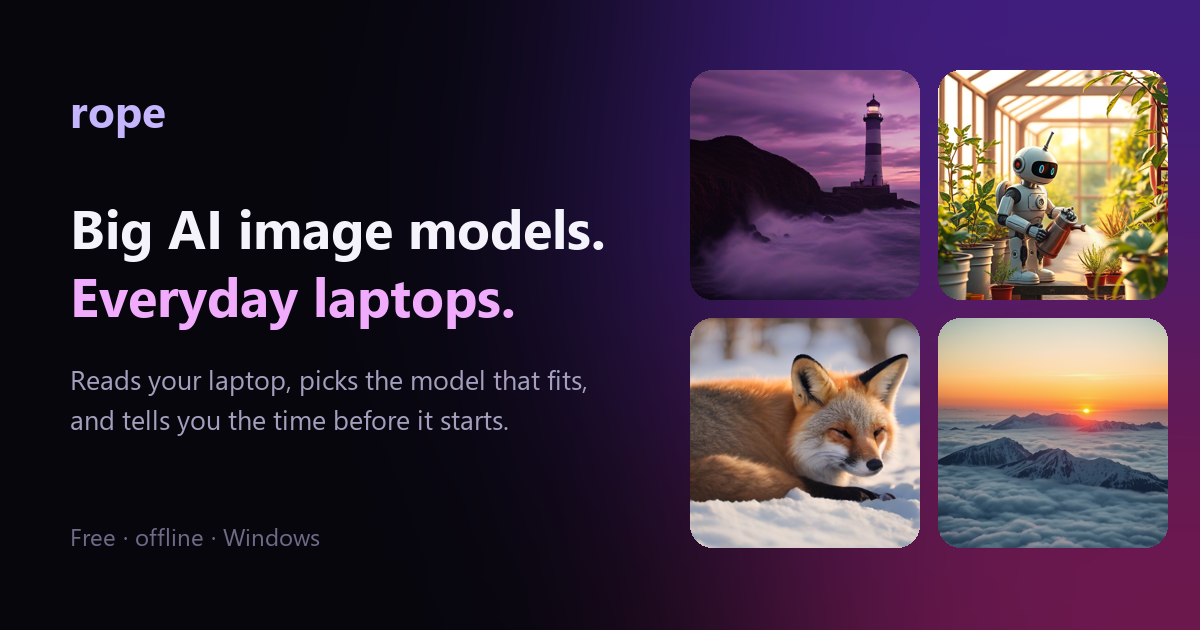 rope
Big AI image models.
Everyday laptops.
Reads your laptop, picks the model that fits,
and tells you the time before it starts.
Free · offline · Windows